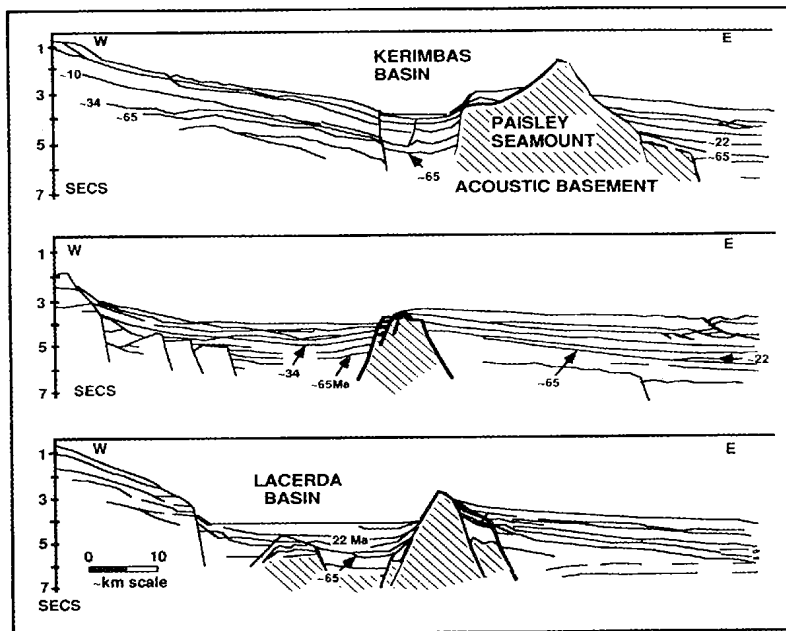 W
E
KERIMBAS
BASIN
1
~10
3
~34
~65
PAISLEY
SEAMOUNT
~22
~65
5
~65
ACOUSTIC BASEMENT
7
SECS
W
E
1
3
5
~34
~65Ma
~65
~22
7
SECS
W
E
1
LACERDA
BASIN
3
5
22 Ma
0 10
~65
~km scale
7
SECS